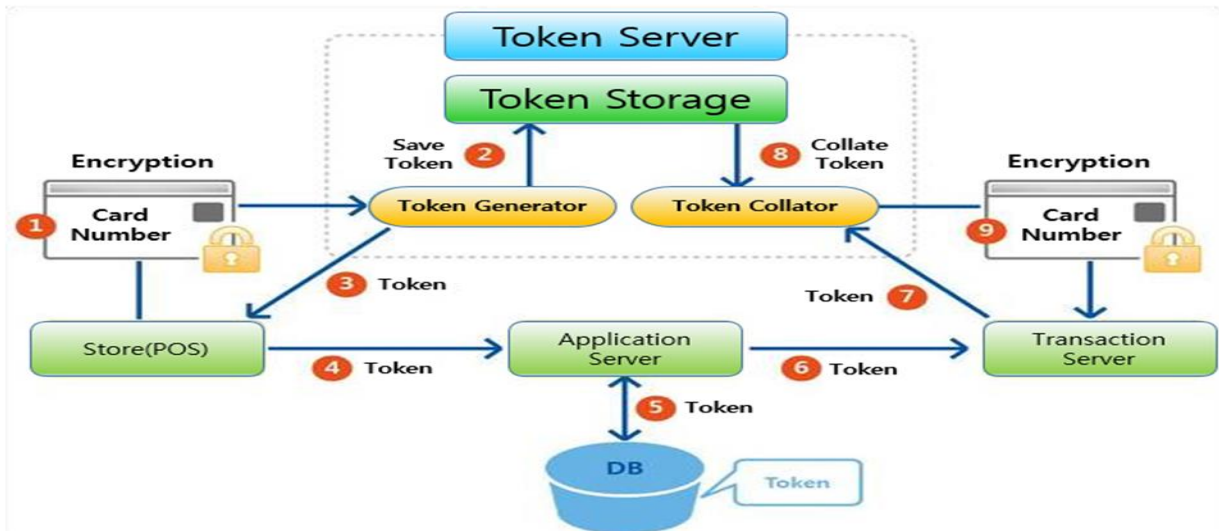 Token Server
Token Storage
Save
Token
2
8
Collate
Token
Encryption
Encryption
1
Card
Number
Token Generator
Token Collator
9
Card
Number
3
Token
Token
7
Store(POS)
Application
Server
Transaction
Server
4
Token
6
Token
5
Token
DB
Token